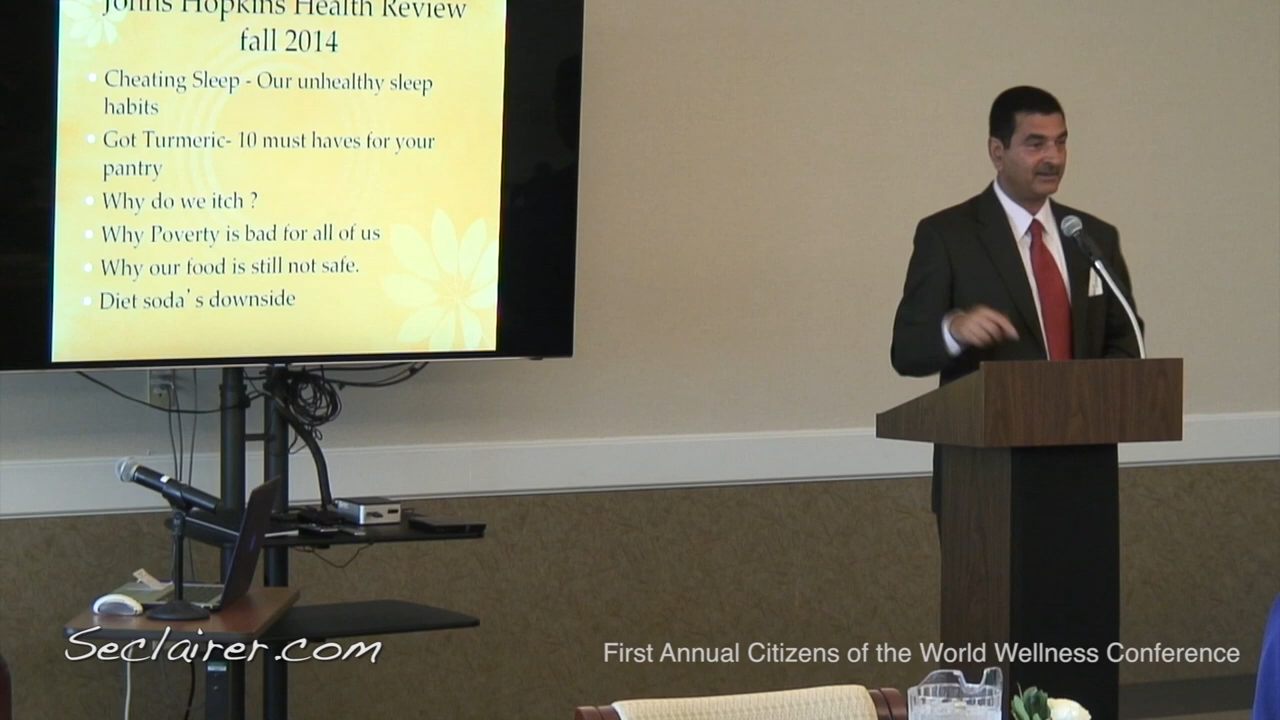 Johns Hopkins Health Review
fall 2014
Cheating Sleep - Our unhealthy sleep
habits
Got Turmeric- 10 must haves for your
pantry
Why do we itch ?
Why Poverty is bad for all of us
Why our food is still not safe.
Diet soda's downside
Seclairer.com
First Annual Citizens of the World Wellness Conference